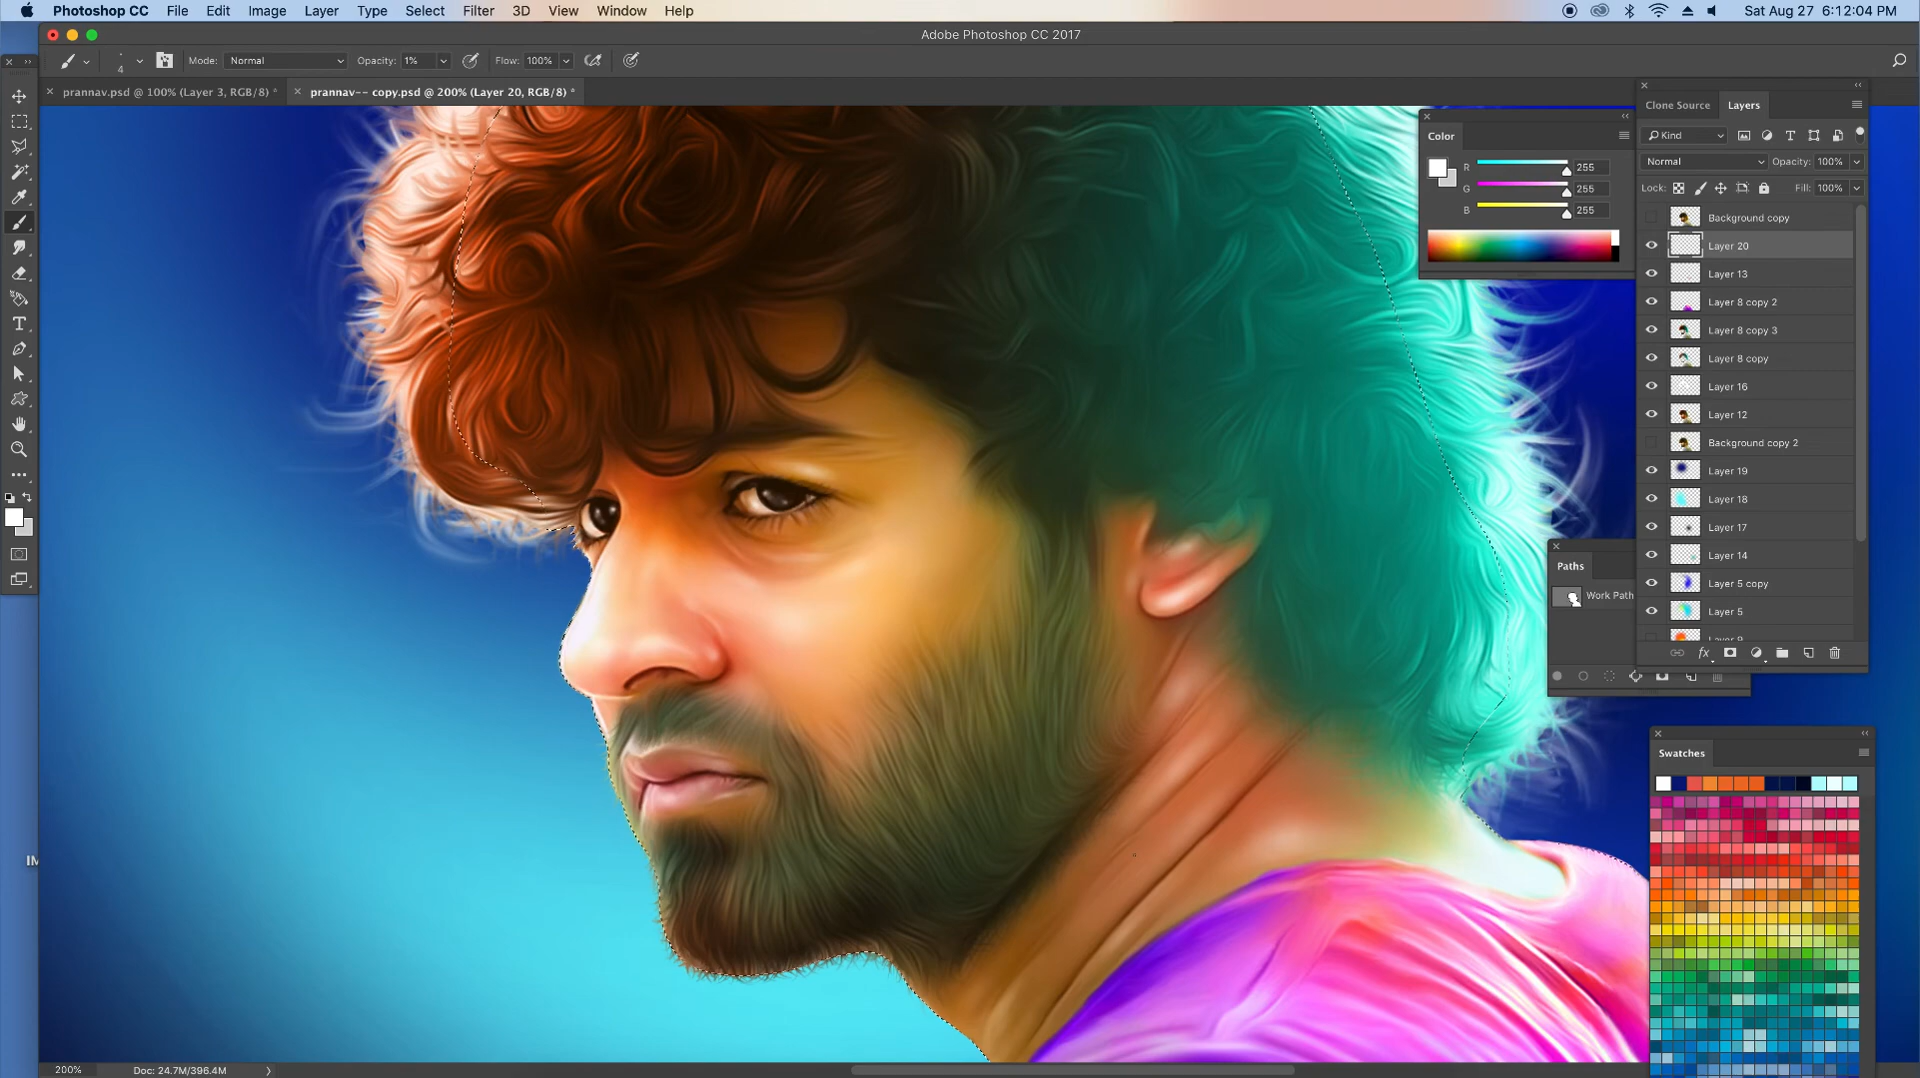 Photoshop CC File Edit Image Layer Type Select Filter 3D View Window Help Sat Aug 27 6:12:04 PM
Adobe Photoshop CC 2017
4 Mode: Normal Opacity: 1% Flow: 100%
prannav.psd @ 100% (Layer 3, RGB/8) * prannav-- copy.psd @ 200% (Layer 20, RGB/8) *
Clone Source Layers
Color
R 255
G 255
B 255
Kind
Normal Opacity: 100%
Lock: Fill: 100%
Background copy
Layer 20
Layer 13
Layer 8 copy 2
Layer 8 copy 3
Layer 8 copy
Layer 16
Layer 12
Background copy 2
Layer 19
Layer 18
Layer 17
Layer 14
Layer 5 copy
Layer 5
Layer 9
fx
Paths
Work Path
Swatches
IM
200% Doc: 24.7M/396.4M